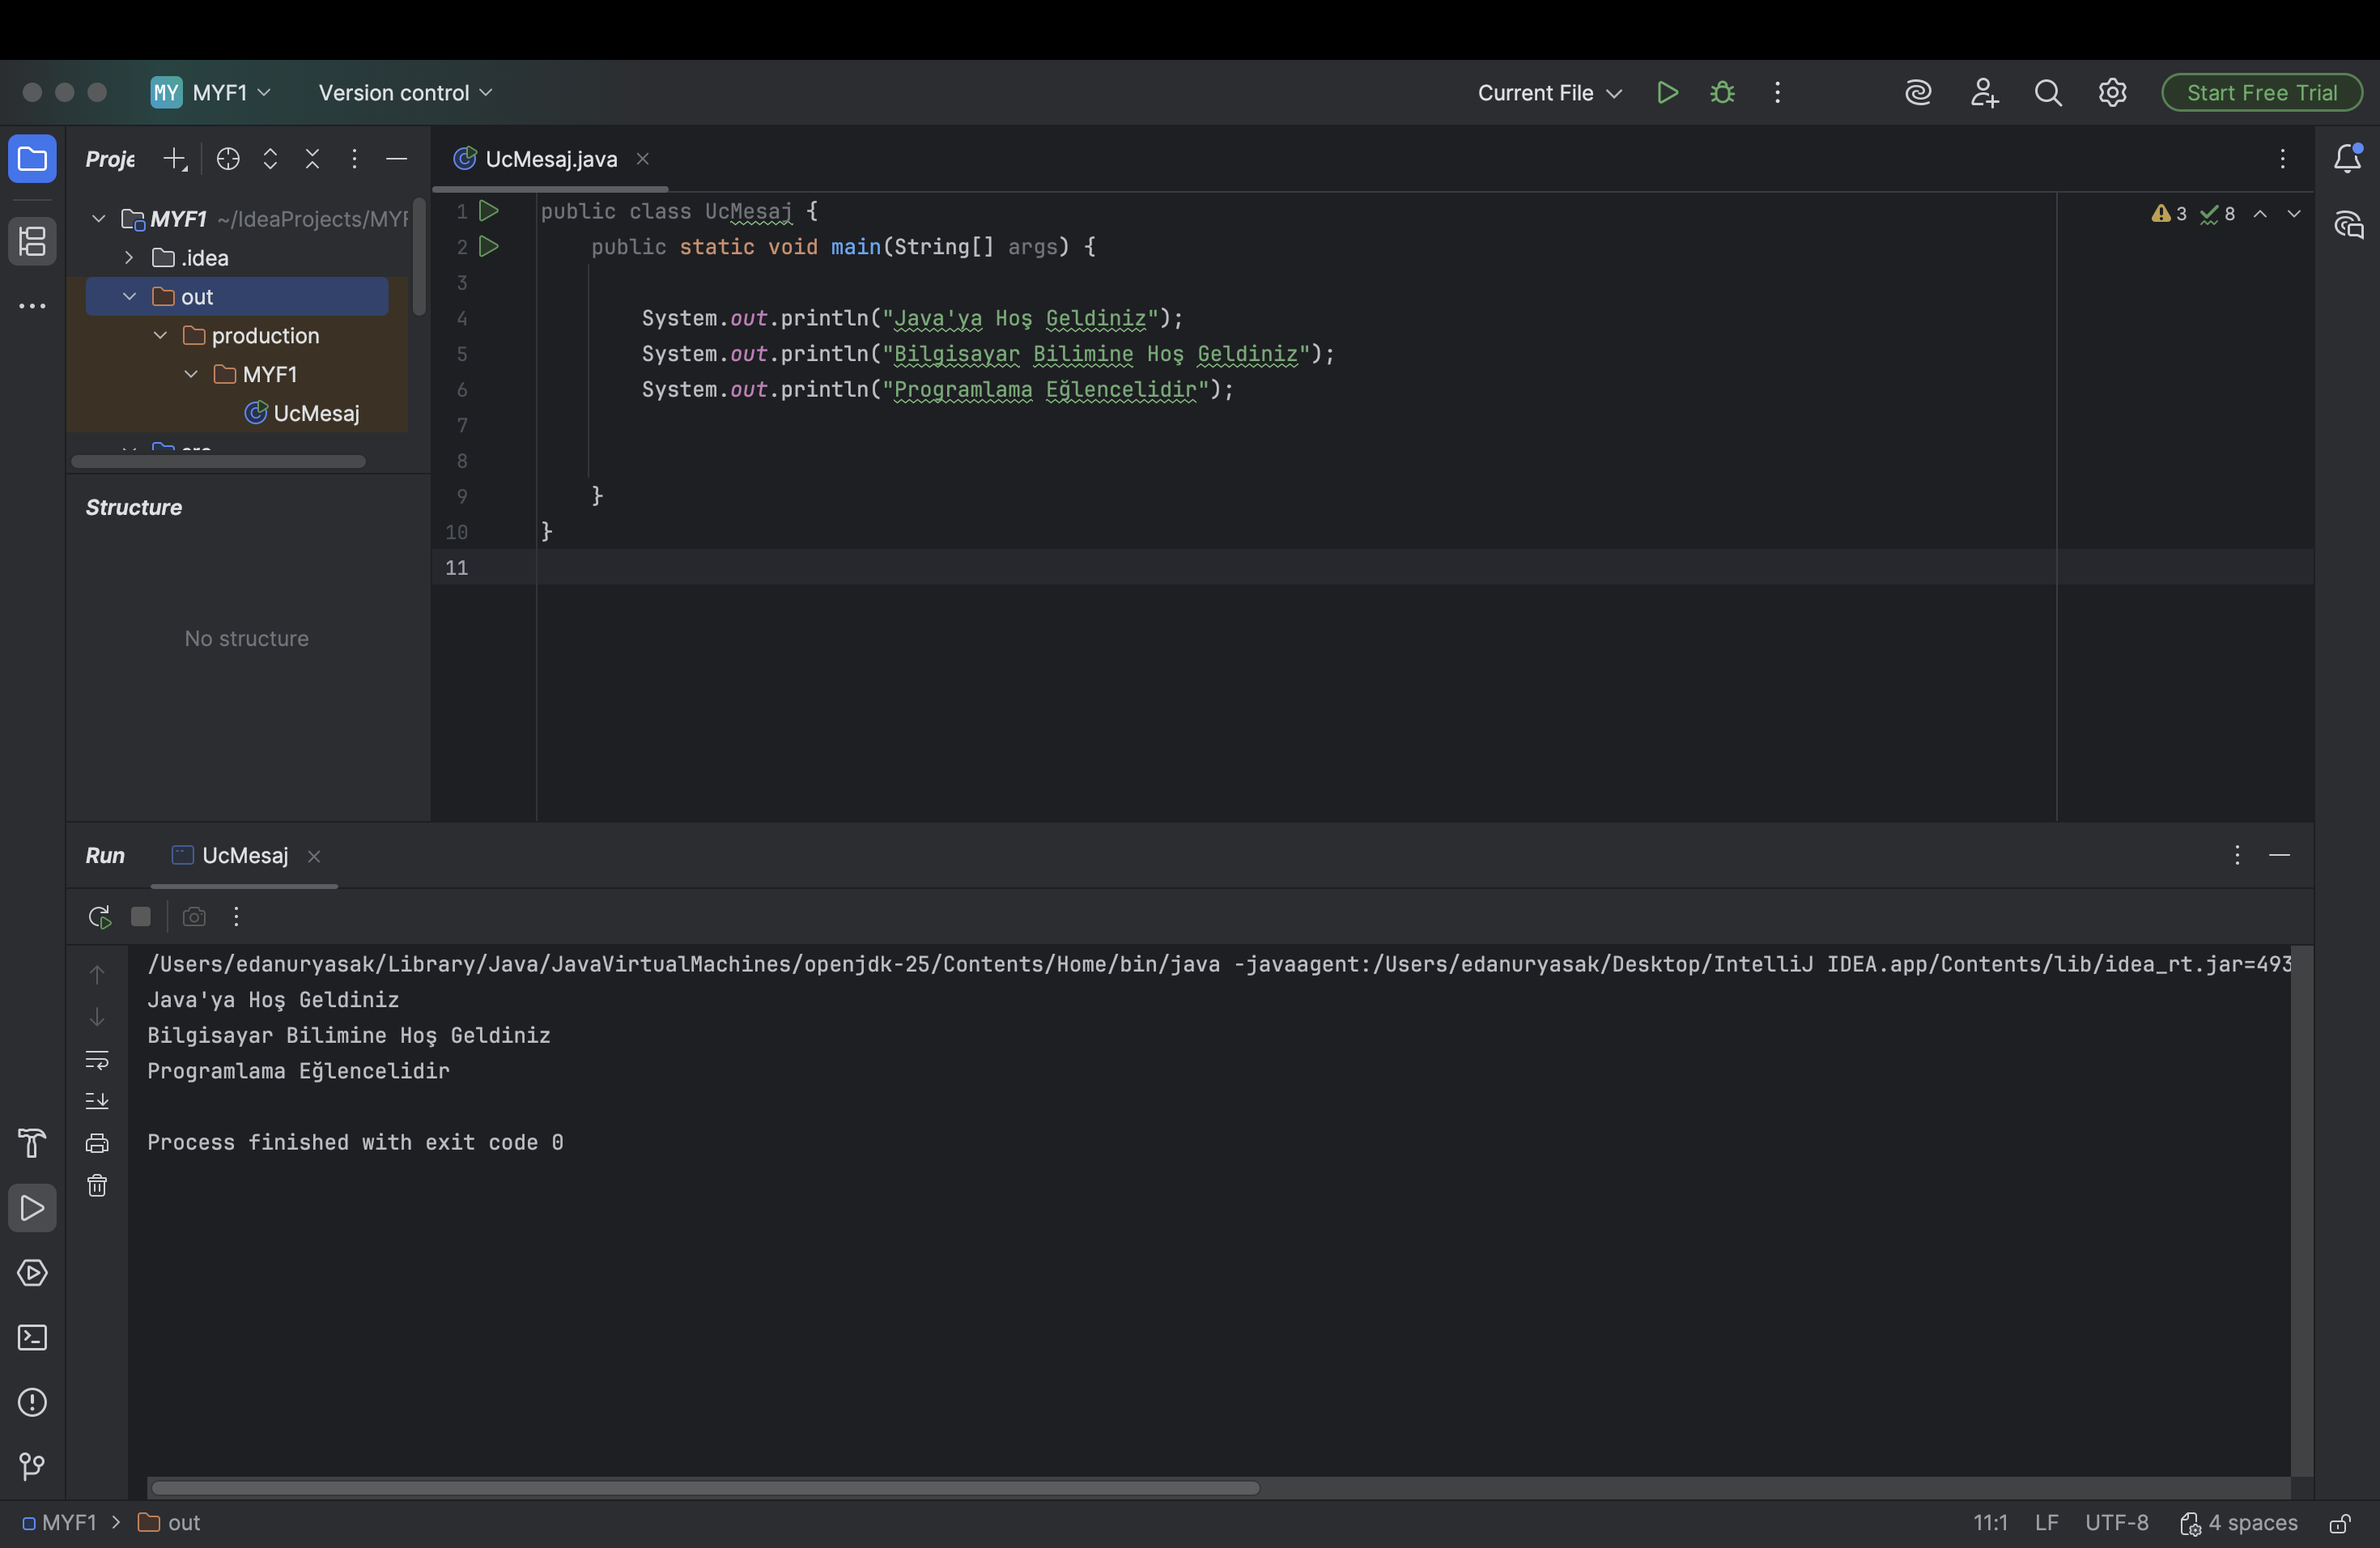 MY MYF1 Version control Current File Start Free Trial
Proje
UcMesaj.java
MYF1 ~/IdeaProjects/MYF
.idea
out
production
MYF1
UcMesaj
Structure
No structure
1 public class UcMesaj {
2 public static void main(String[] args) {
3
4 System.out.println("Java'ya Hoş Geldiniz");
5 System.out.println("Bilgisayar Bilimine Hoş Geldiniz");
6 System.out.println("Programlama Eğlencelidir");
7
8
9 }
10 }
11
3 8
Run UcMesaj
/Users/edanuryasak/Library/Java/JavaVirtualMachines/openjdk-25/Contents/Home/bin/java -javaagent:/Users/edanuryasak/Desktop/IntelliJ IDEA.app/Contents/lib/idea_rt.jar=493
Java'ya Hoş Geldiniz
Bilgisayar Bilimine Hoş Geldiniz
Programlama Eğlencelidir
Process finished with exit code 0
MYF1 > out 11:1 LF UTF-8 4 spaces